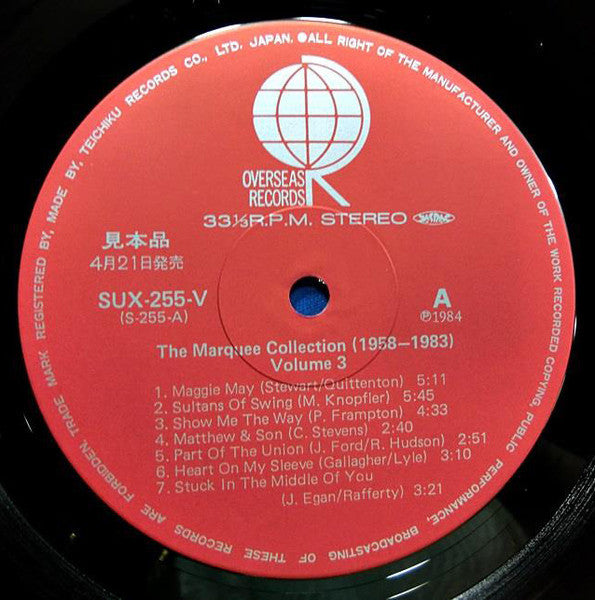 TRADE MARK REGISTERED BY, MADE BY, TEICHIKU RECORDS CO., LTD. JAPAN. ●ALL RIGHT OF THE MANUFACTURER AND OWNER OF THE WORK RECORDED COPYING, PUBLIC PERFORMANCE, BROADCASTING OF THESE RECORDS ARE FORBIDDEN.
OVERSEAS
RECORDS
33⅓R.P.M. STEREO
見本品
4月21日発売
SUX-255-V
(S-255-A)
A
Ⓟ1984
The Marquee Collection (1958—1983)
Volume 3
1. Maggie May (Stewart/Quittenton) 5:11
2. Sultans Of Swing (M. Knopfler) 5:45
3. Show Me The Way (P. Frampton) 4:33
4. Matthew & Son (C. Stevens) 2:40
5. Part Of The Union (J. Ford/R. Hudson) 2:51
6. Heart On My Sleeve (Gallagher/Lyle) 3:10
7. Stuck In The Middle Of You
(J. Egan/Rafferty) 3:21